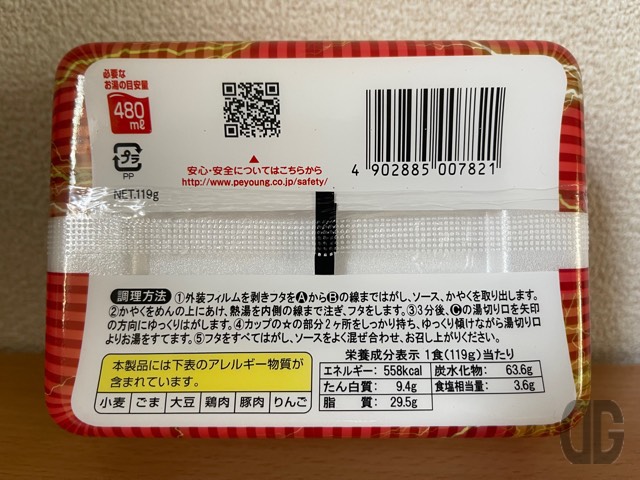 必要な
お湯の目安量
480
ml
プラ
PP
NET.119g
安心・安全についてはこちらから
http://www.peyoung.co.jp/safety/
4 902885 007821
調理方法 ①外装フィルムを剥きフタをⒶからⒷの線まではがし、ソース、かやくを取り出します。
②かやくをめんの上にあけ、熱湯を内側の線まで注ぎ、フタをします。③3分後、Ⓒの湯切り口を矢印
の方向にゆっくりはがします。④カップの☆の部分2ヶ所をしっかり持ち、ゆっくり傾けながら湯切り口
よりお湯をすてます。⑤フタをすべてはがし、ソースをよく混ぜ合わせ、お召し上がりください。
本製品には下表のアレルギー物質が
含まれています。
小麦 ごま 大豆 鶏肉 豚肉 りんご
栄養成分表示 1食(119g)当たり
エネルギー: 558kcal 炭水化物: 63.6g
たん白質: 9.4g 食塩相当量: 3.6g
脂質: 29.5g
DG